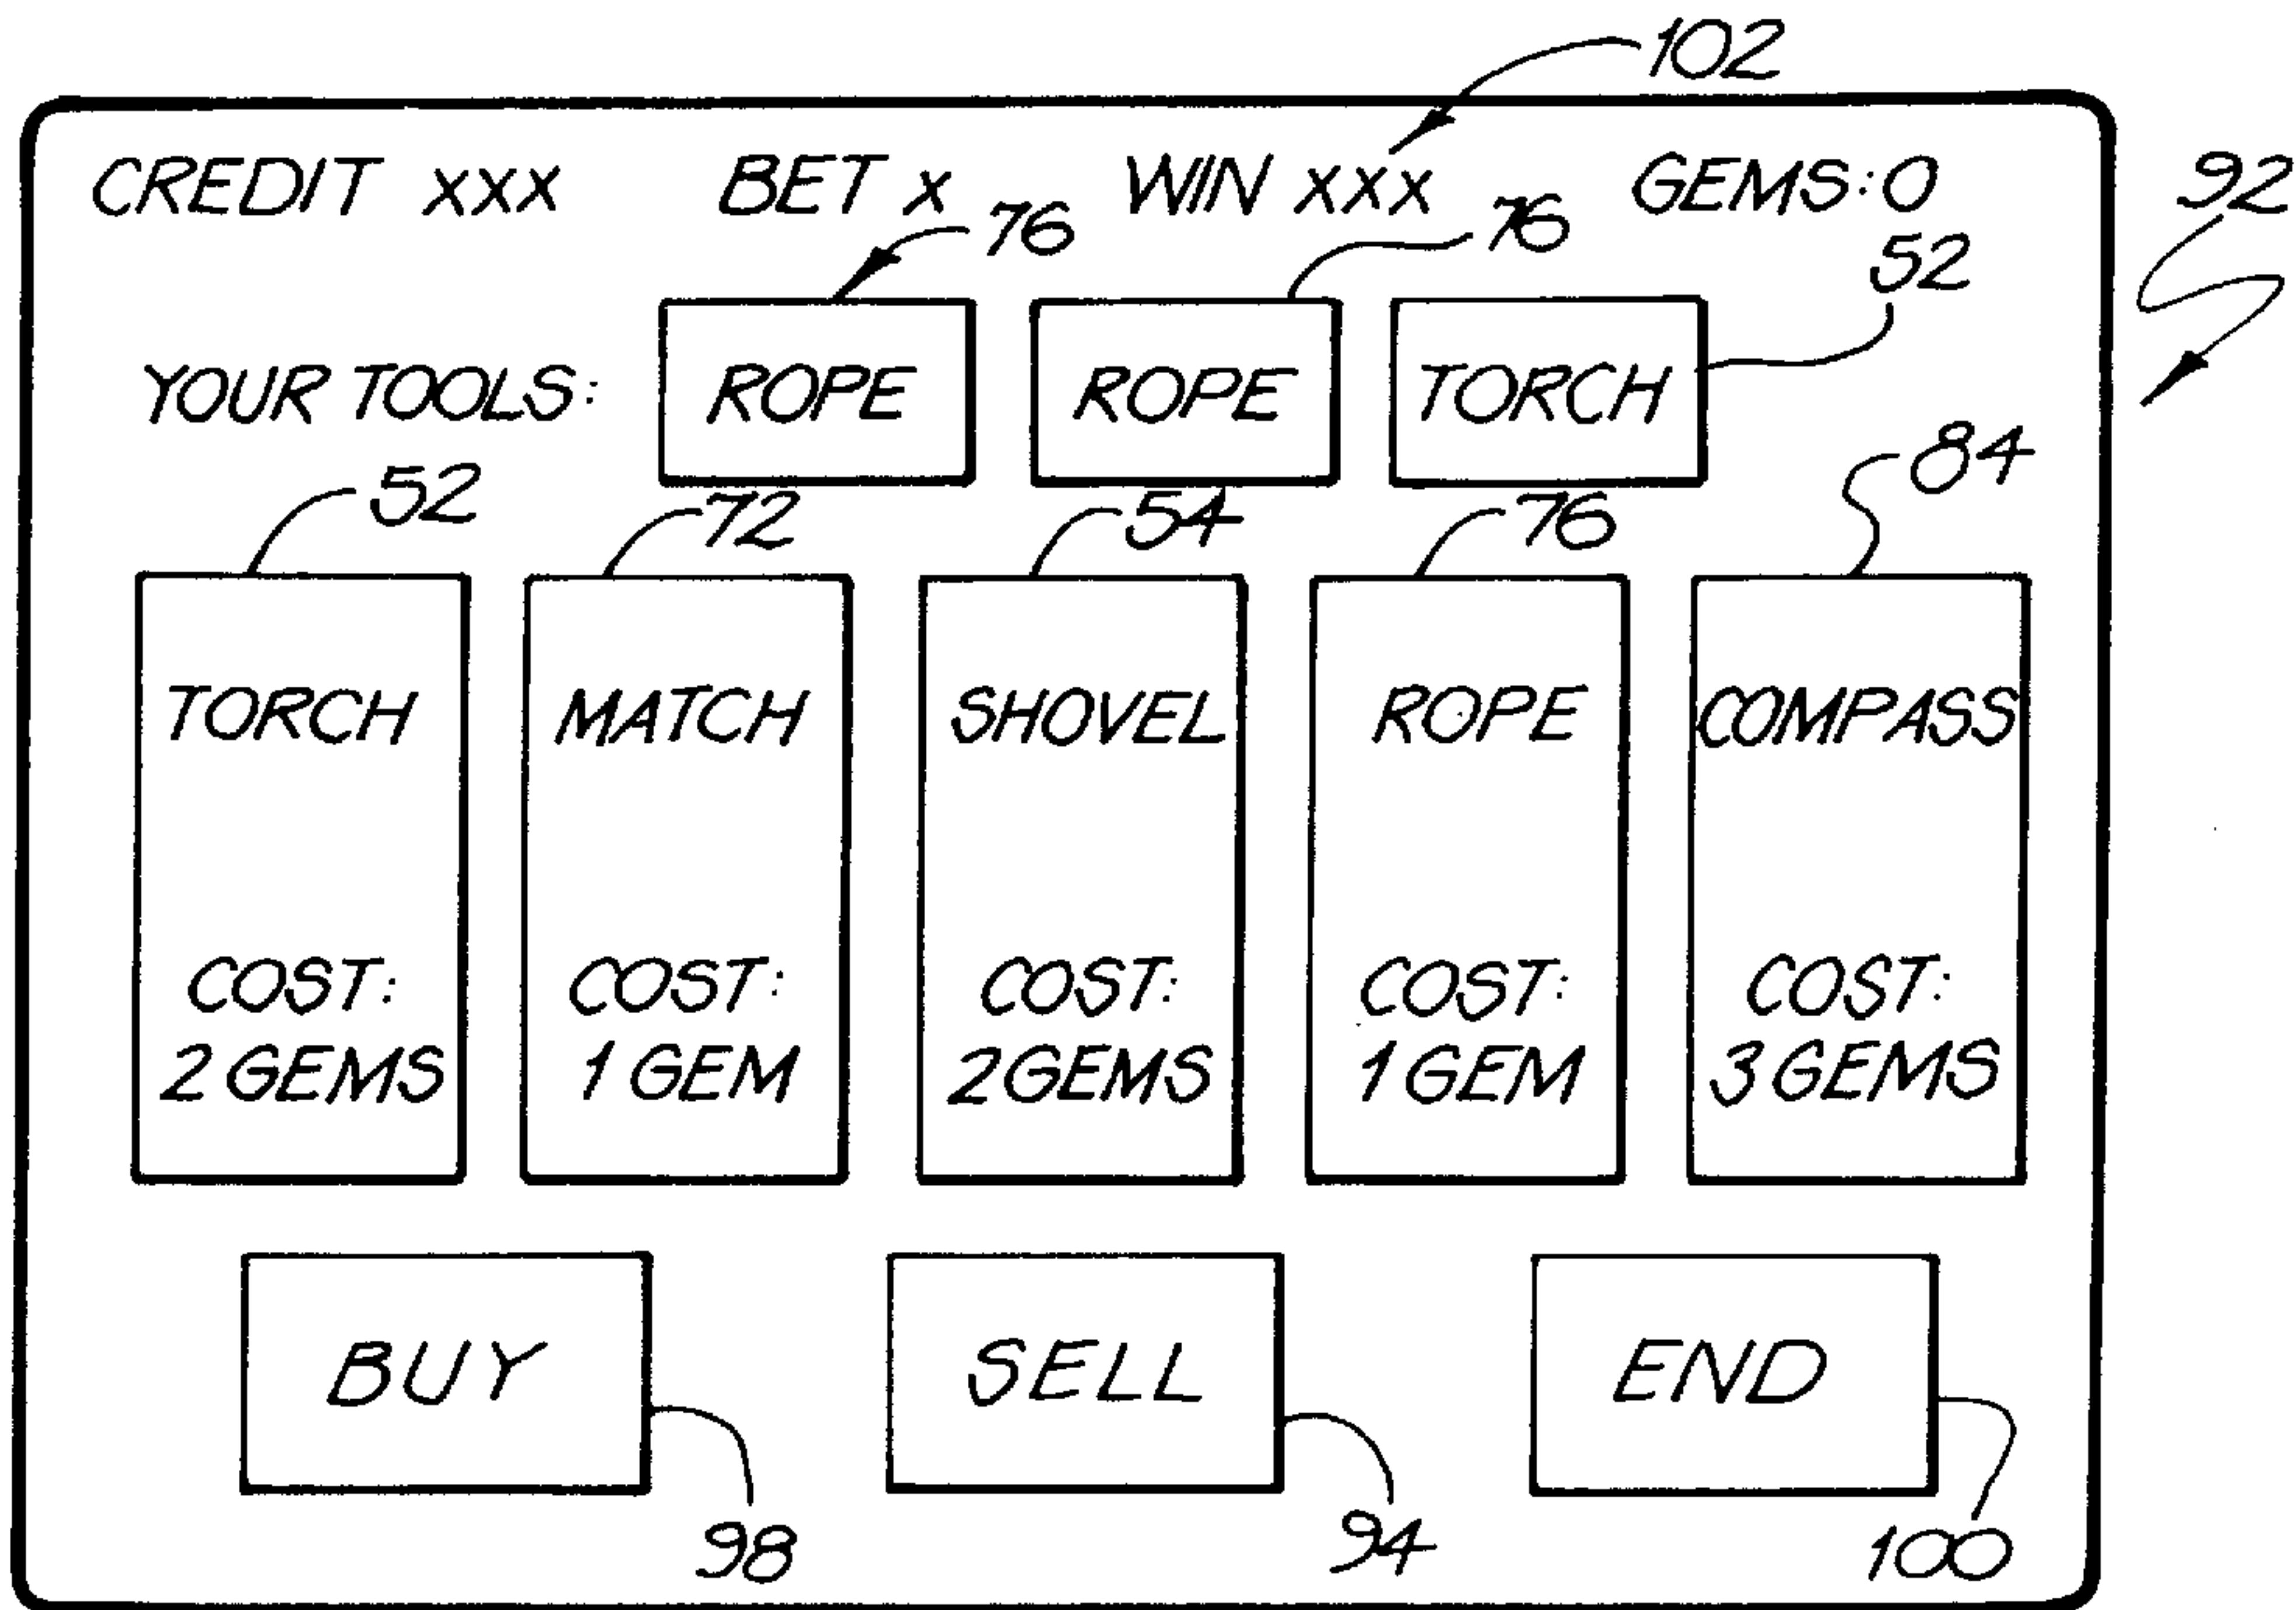 102
CREDIT xxx BET x WIN xxx GEMS: 0 92
76 76 52
YOUR TOOLS: ROPE ROPE TORCH
52 72 54 76 84
TORCH MATCH SHOVEL ROPE COMPASS
COST: COST: COST: COST: COST:
2 GEMS 1 GEM 2 GEMS 1 GEM 3 GEMS
BUY SELL END
98 94 100